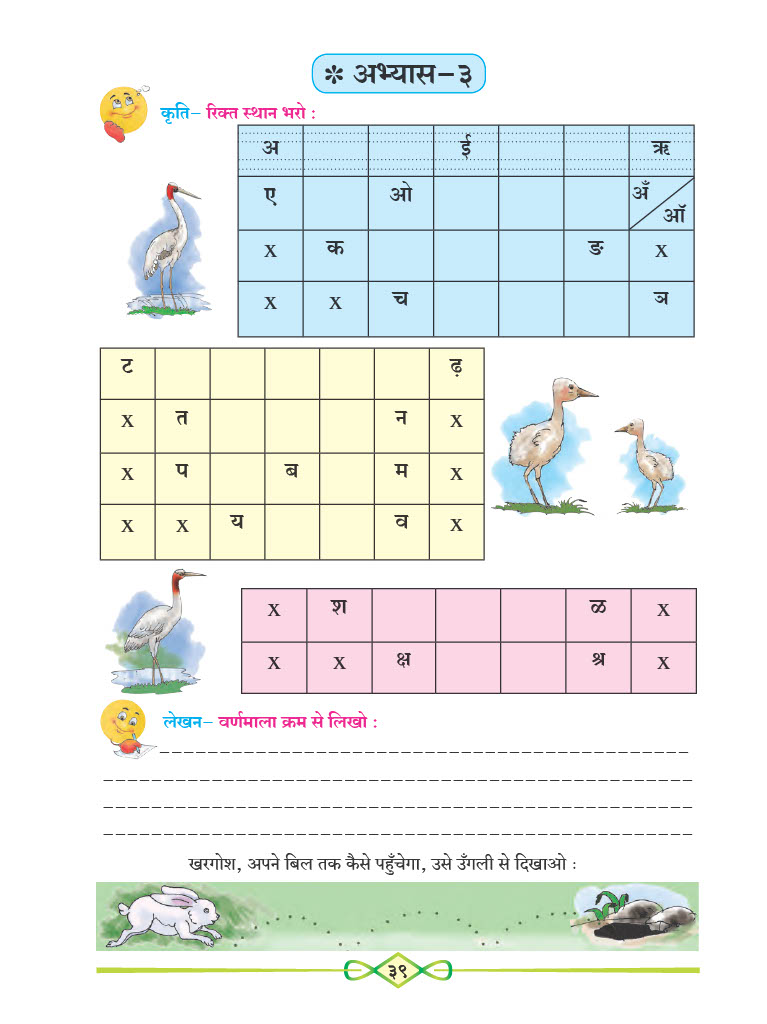 * अभ्यास-३
कृति- रिक्त स्थान भरो :
अ ई ऋ
ए ओ अँ ऑ
x क ङ x
x x च ञ
ट ढ़
x त न x
x प ब म x
x x य व x
x श ळ x
x x क्ष श्र x
लेखन- वर्णमाला क्रम से लिखो :
खरगोश, अपने बिल तक कैसे पहुँचेगा, उसे उँगली से दिखाओ :
३९